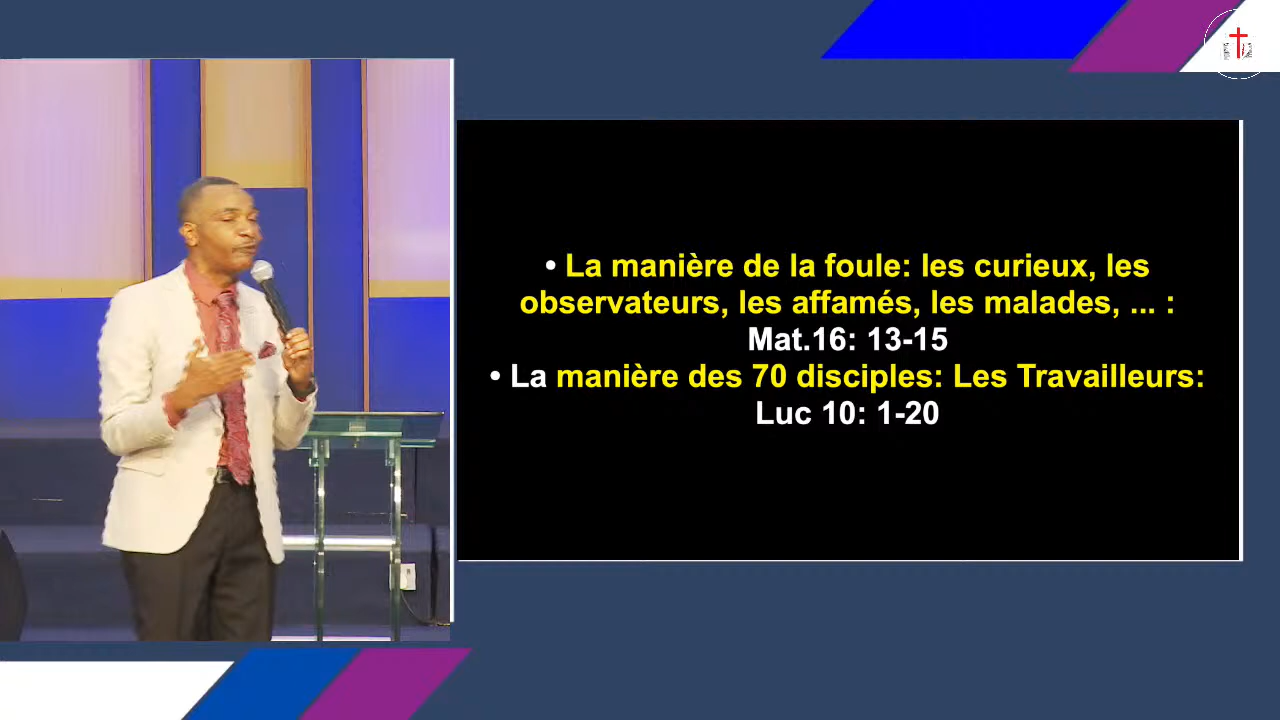 • La manière de la foule: les curieux, les
observateurs, les affamés, les malades, ... :
Mat.16: 13-15
• La manière des 70 disciples: Les Travailleurs:
Luc 10: 1-20